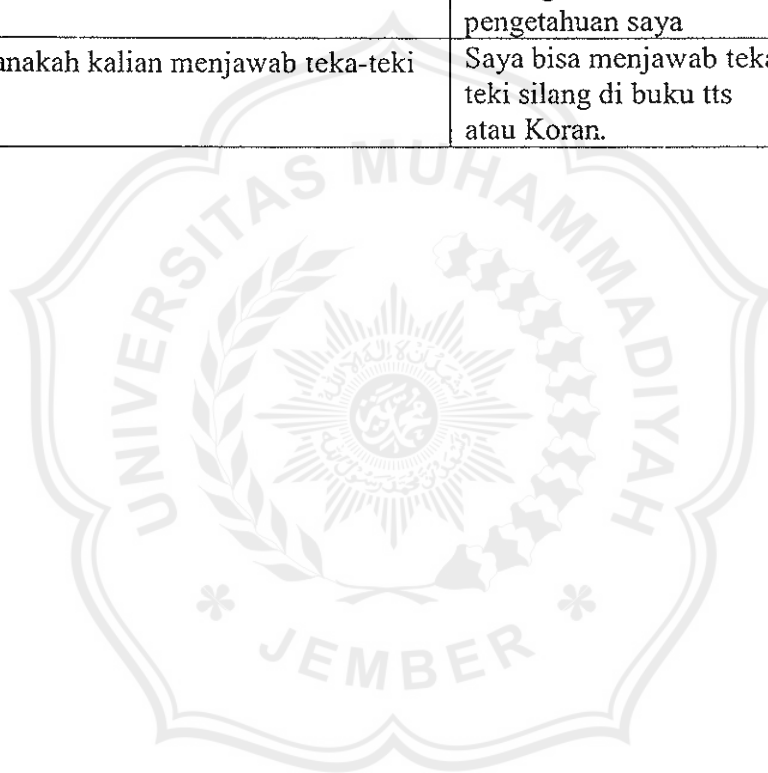 pengetahuan saya
anakah kalian menjawab teka-teki
Saya bisa menjawab teka
teki silang di buku tts
atau Koran.
UNIVERSITAS MUHAMMADIYAH
JEMBER